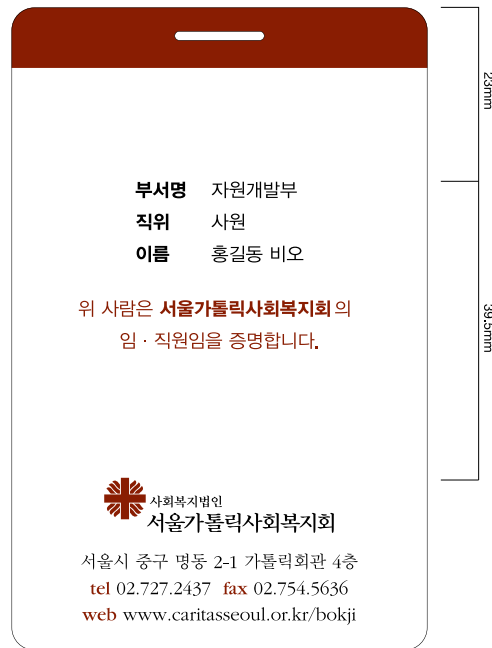 부서명 자원개발부
직위 사원
이름 홍길동 비오
위 사람은 서울가톨릭사회복지회의
임 · 직원임을 증명합니다.
사회복지법인
서울가톨릭사회복지회
서울시 중구 명동 2-1 가톨릭회관 4층
tel 02.727.2437 fax 02.754.5636
web www.caritasseoul.or.kr/bokji
23mm
39.5mm